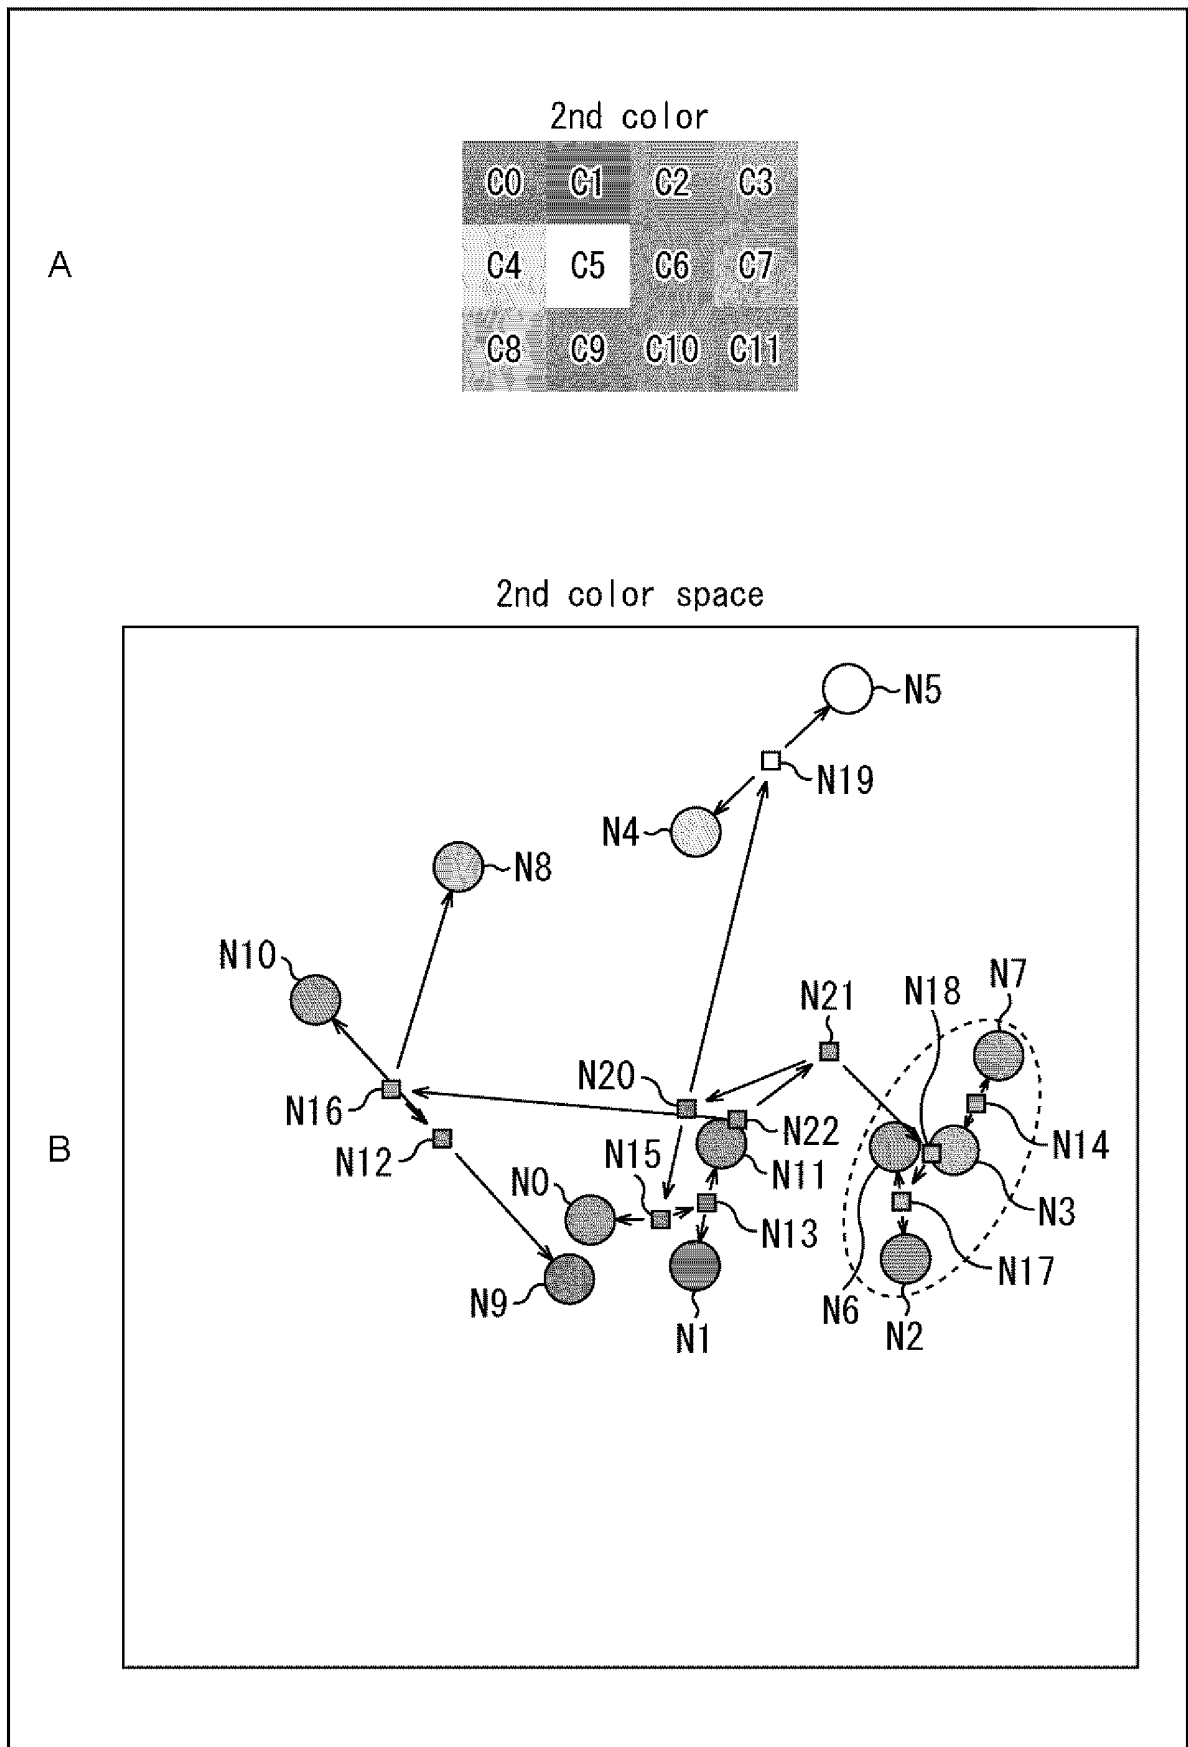 2nd color
C0 C1 C2 C3
A
C4 C5 C6 C7
C8 C9 C10 C11
2nd color space
N5
N19
N4
N8
N10
N7
N18
N21
N20
N16
N22
N14
N12
N15
N11
B
N0
N3
N13
N17
N9
N6
N2
N1